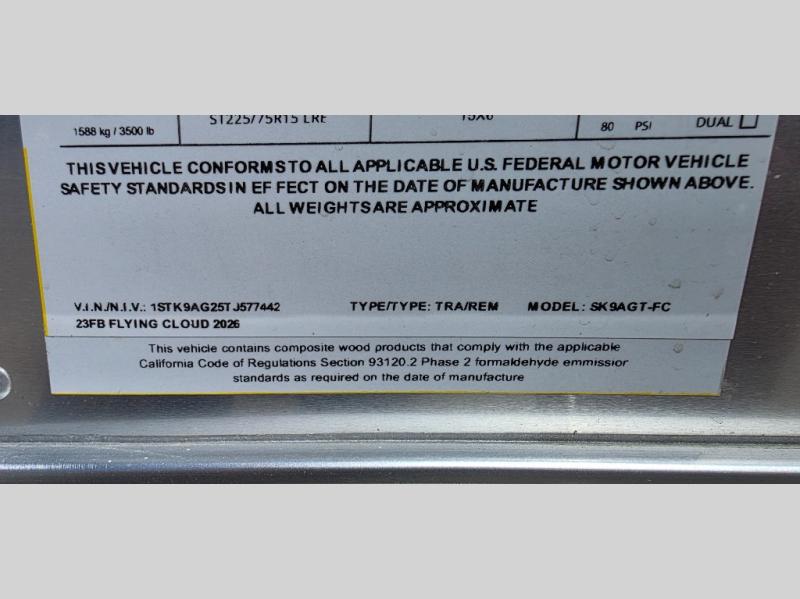 1588 kg / 3500 lb ST225/75R15 LRE 15X6 80 PSI DUAL
THIS VEHICLE CONFORMS TO ALL APPLICABLE U.S. FEDERAL MOTOR VEHICLE
SAFETY STANDARDS IN EFFECT ON THE DATE OF MANUFACTURE SHOWN ABOVE.
ALL WEIGHTS ARE APPROXIMATE
V.I.N./N.I.V.: 1STK9AG25TJ577442 TYPE/TYPE: TRA/REM MODEL: SK9AGT-FC
23FB FLYING CLOUD 2026
This vehicle contains composite wood products that comply with the applicable
California Code of Regulations Section 93120.2 Phase 2 formaldehyde emmissior
standards as required on the date of manufacture